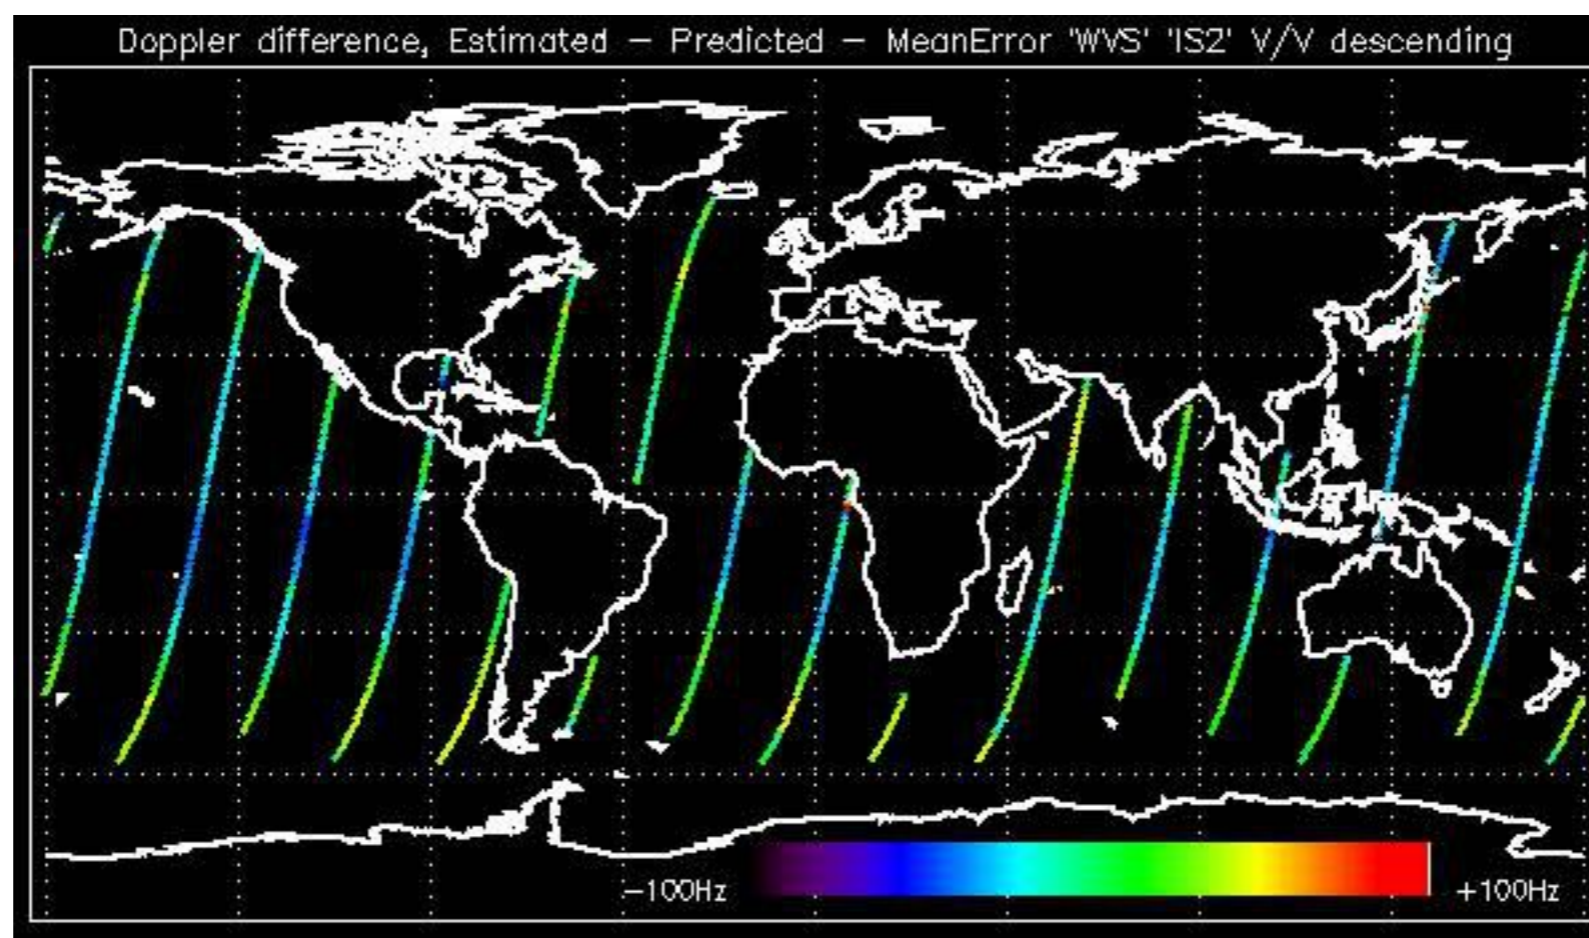 Doppler difference, Estimated – Predicted – MeanError 'WVS' 'IS2' V/V descending
−100Hz +100Hz